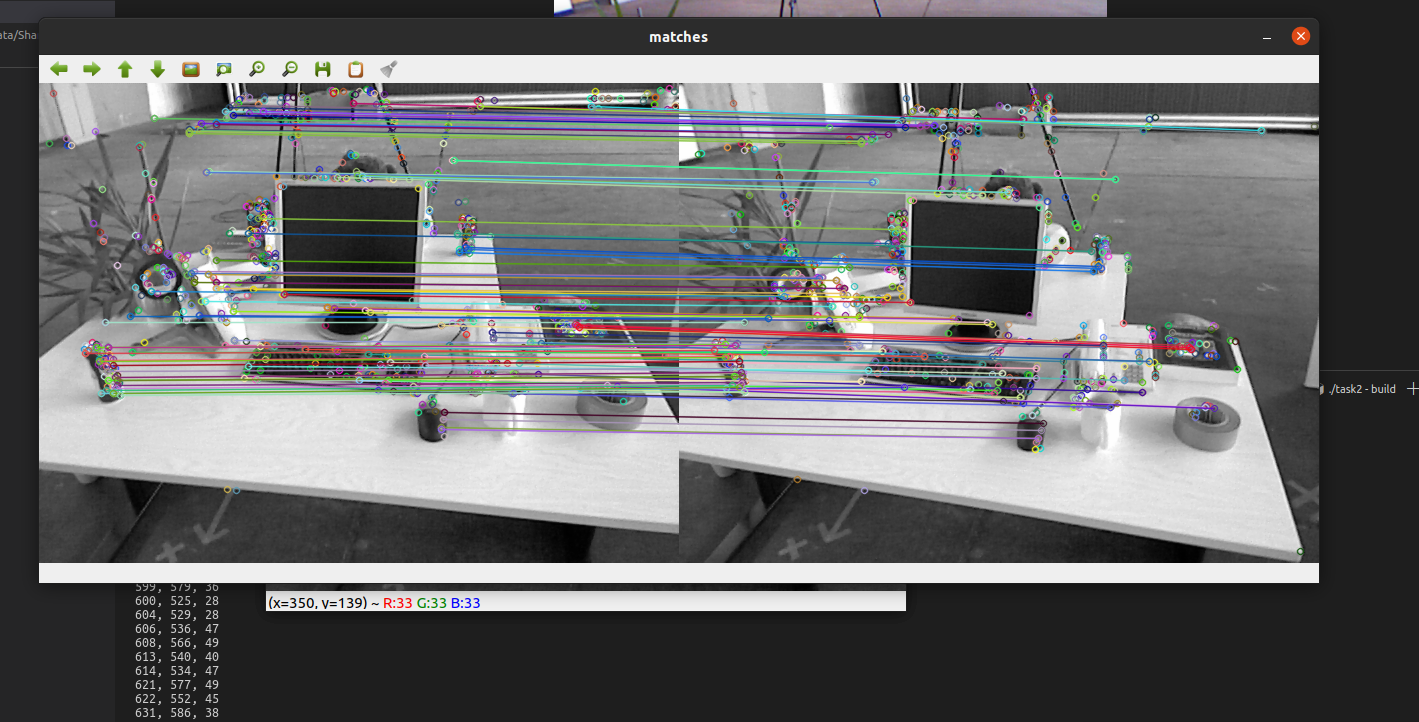 ata/Sha
matches
./task2 - build
599, 579, 36
(x=350, y=139) ~ R:33 G:33 B:33
600, 525, 28
604, 529, 28
606, 536, 47
608, 566, 49
613, 540, 40
614, 534, 47
621, 577, 49
622, 552, 45
631, 586, 38